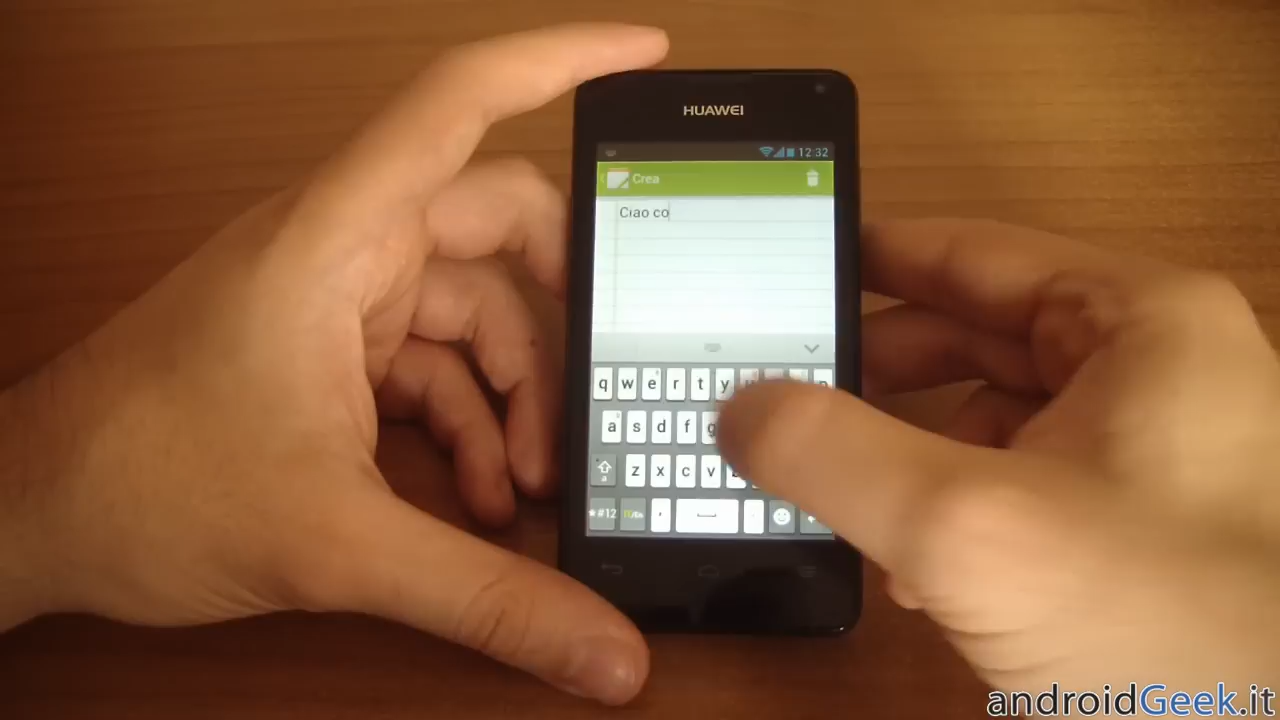 HUAWEI
12:32
Crea
Ciao co
q w e r t y
a s d f g
a
z x c v
*#12 ,
androidGeek.it